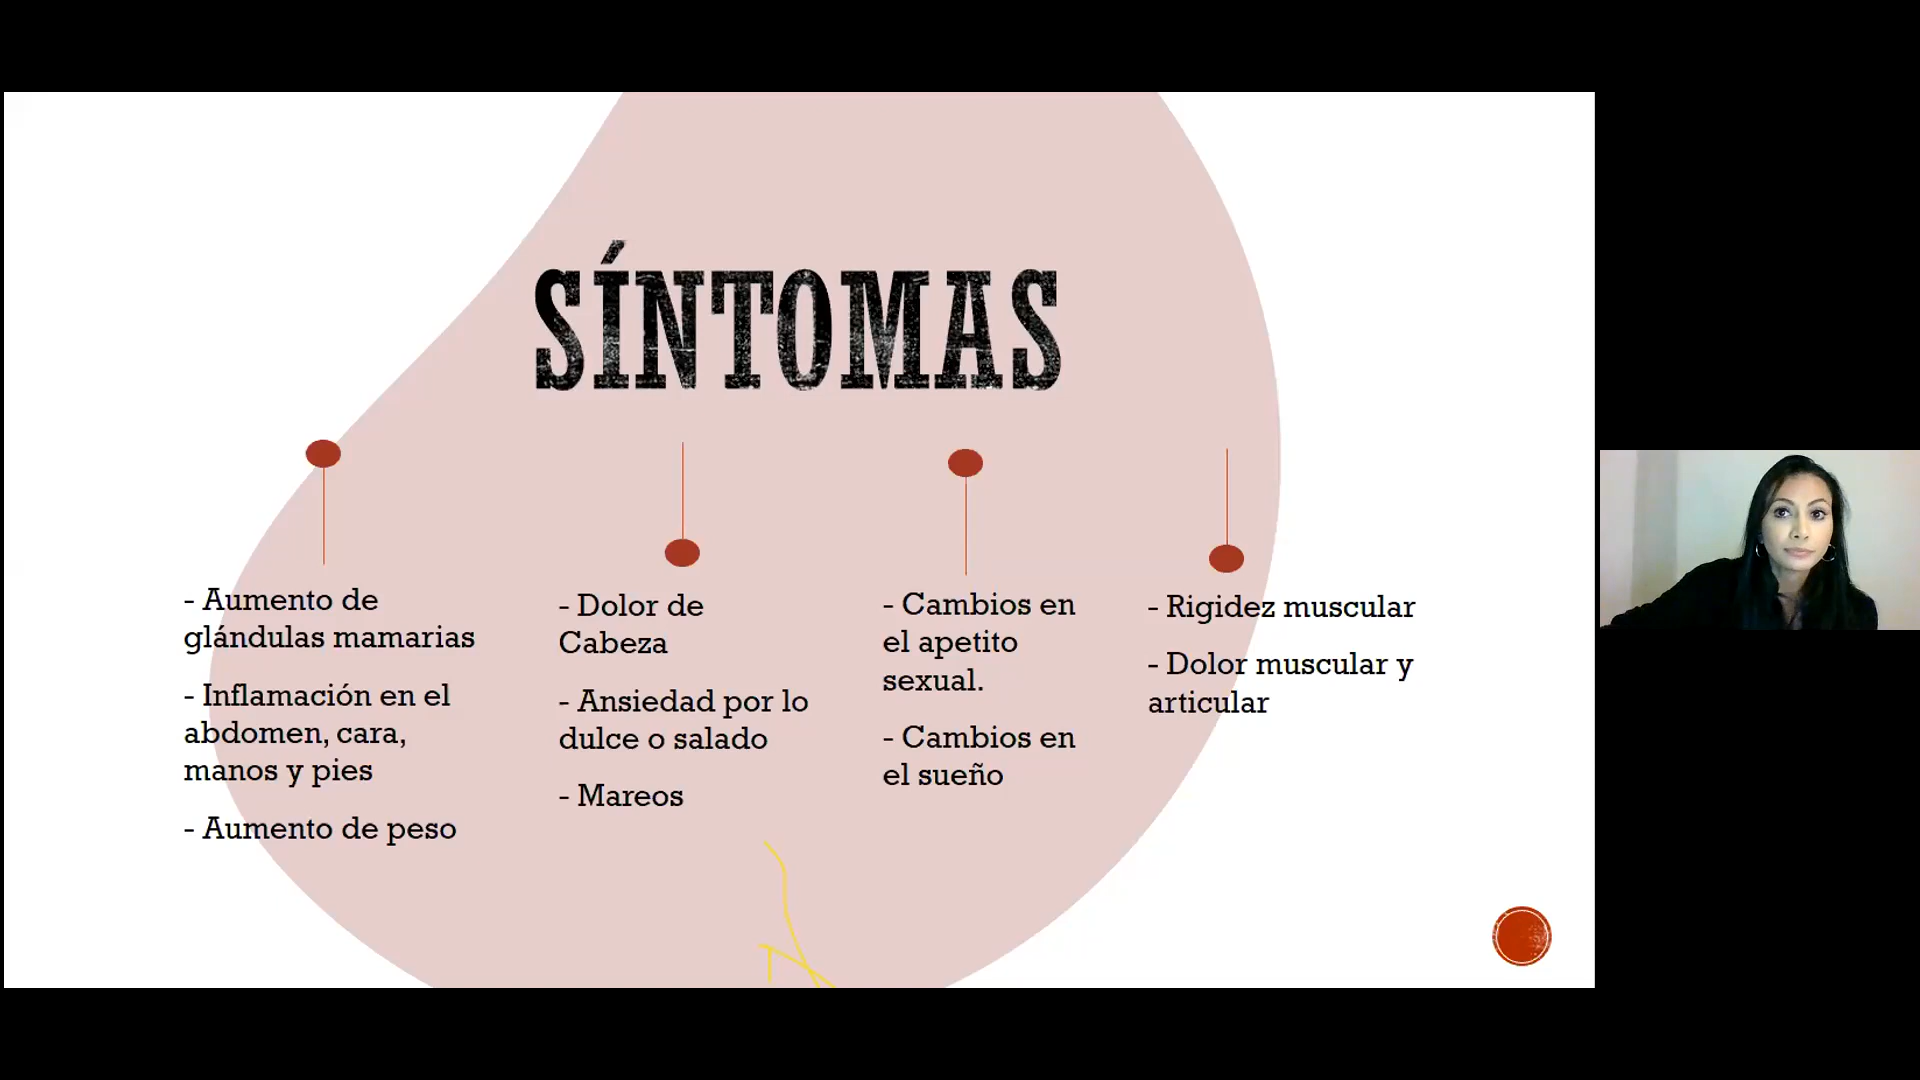 SÍNTOMAS
- Aumento de
glándulas mamarias
- Inflamación en el
abdomen, cara,
manos y pies
- Aumento de peso
- Dolor de
Cabeza
- Ansiedad por lo
dulce o salado
- Mareos
- Cambios en
el apetito
sexual.
- Cambios en
el sueño
- Rigidez muscular
- Dolor muscular y
articular